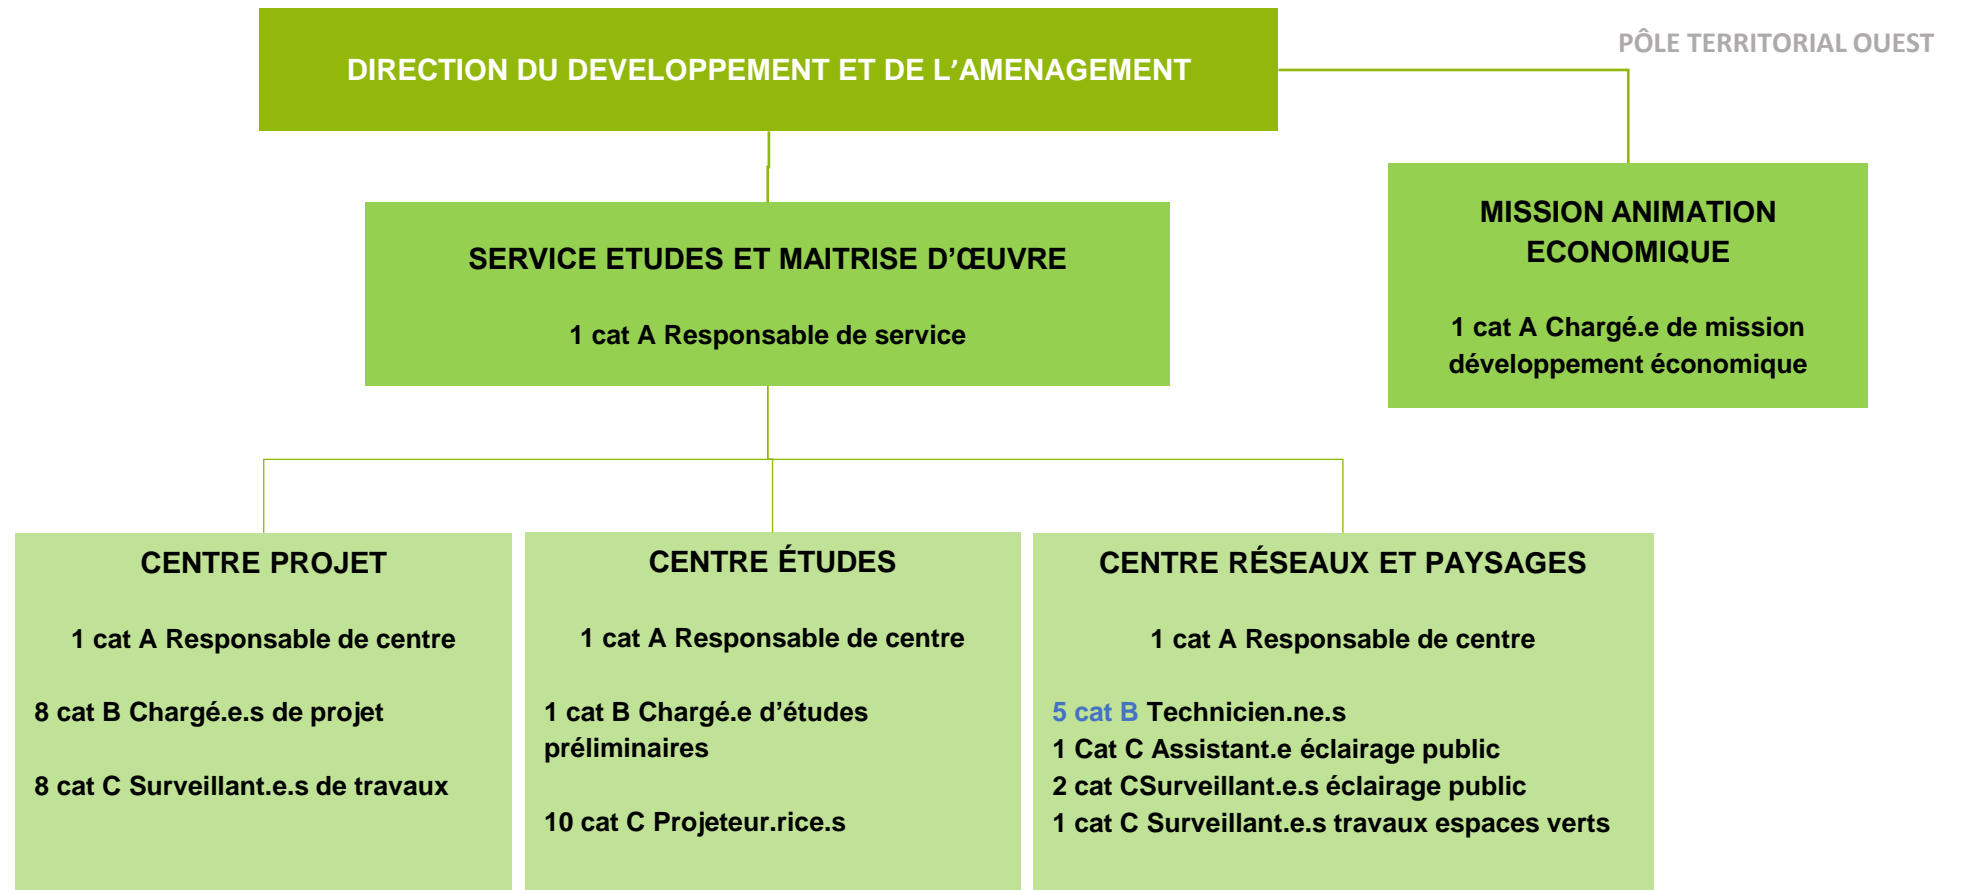 PÔLE TERRITORIAL OUEST
DIRECTION DU DEVELOPPEMENT ET DE L’AMENAGEMENT
SERVICE ETUDES ET MAITRISE D’ŒUVRE
1 cat A Responsable de service
MISSION ANIMATION
ECONOMIQUE
1 cat A Chargé.e de mission
développement économique
CENTRE PROJET
1 cat A Responsable de centre
8 cat B Chargé.e.s de projet
8 cat C Surveillant.e.s de travaux
CENTRE ÉTUDES
1 cat A Responsable de centre
1 cat B Chargé.e d’études
préliminaires
10 cat C Projeteur.rice.s
CENTRE RÉSEAUX ET PAYSAGES
1 cat A Responsable de centre
5 cat B Technicien.ne.s
1 Cat C Assistant.e éclairage public
2 cat CSurveillant.e.s éclairage public
1 cat C Surveillant.e.s travaux espaces verts